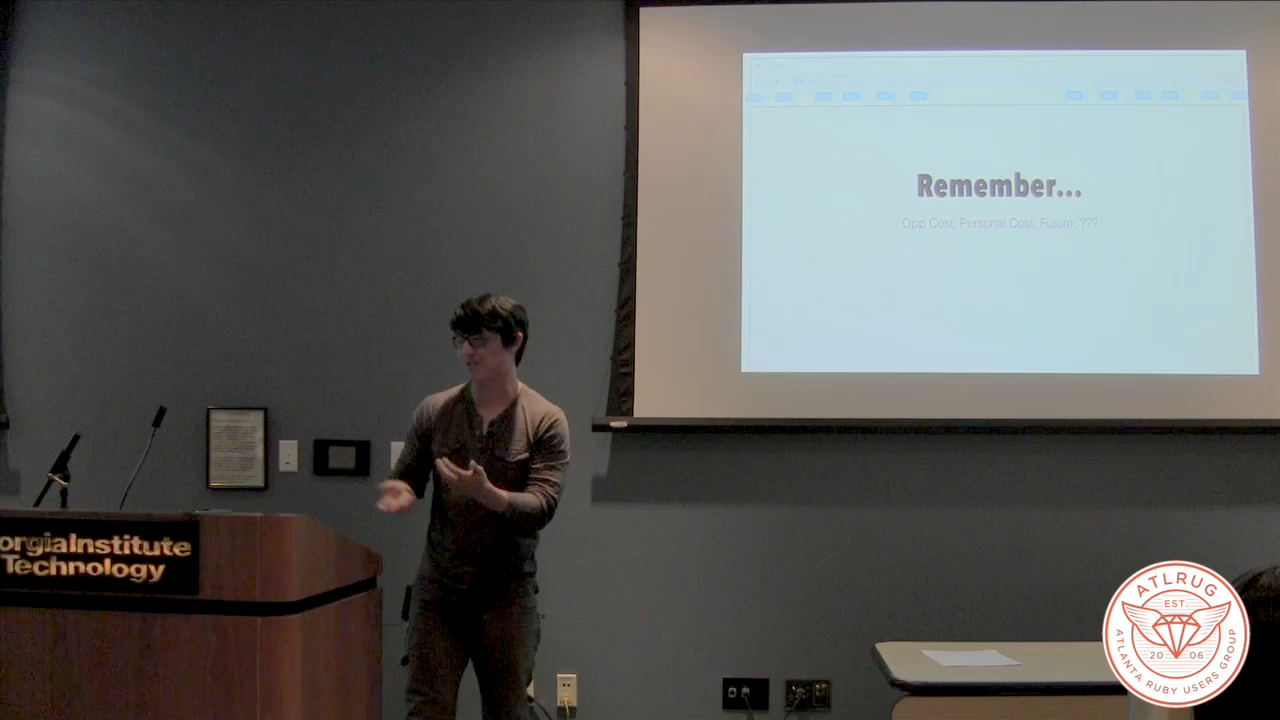 Remember...
Opp Cost, Personal Cost, Future, ???
orgiaInstitute
Technology
ATLRUG
EST.
20 06
ATLANTA RUBY USERS GROUP